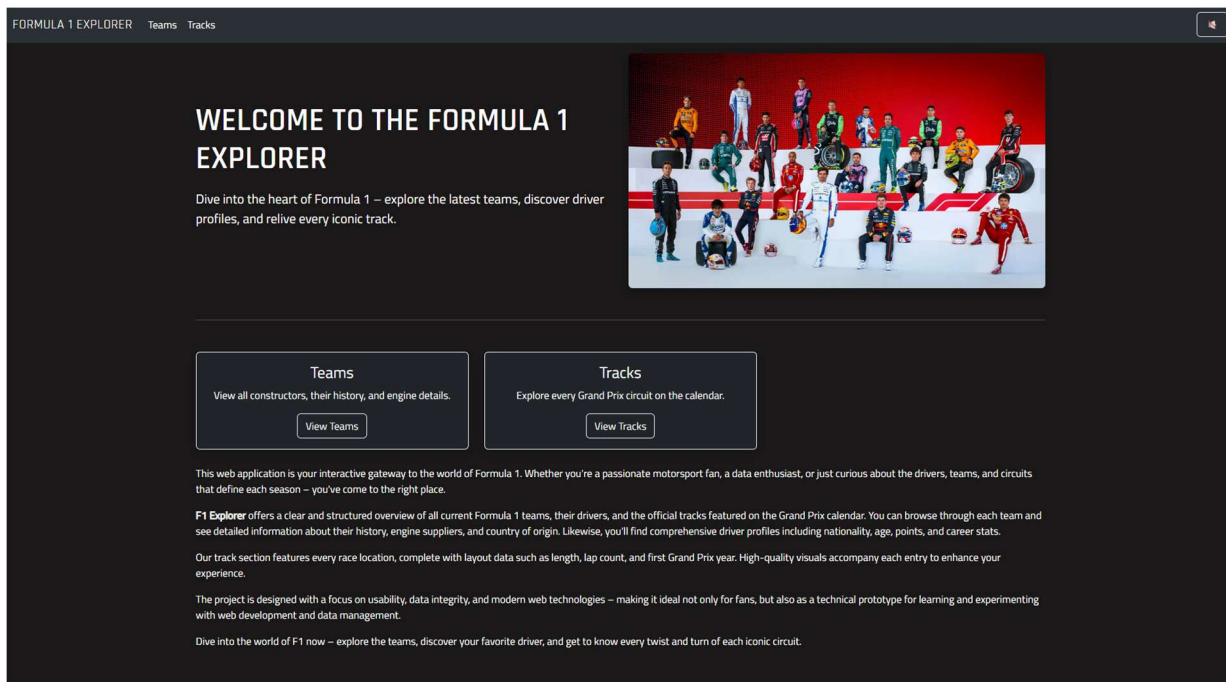 FORMULA 1 EXPLORER Teams Tracks
WELCOME TO THE FORMULA 1
EXPLORER
Dive into the heart of Formula 1 – explore the latest teams, discover driver
profiles, and relive every iconic track.
Teams
View all constructors, their history, and engine details.
View Teams
Tracks
Explore every Grand Prix circuit on the calendar.
View Tracks
This web application is your interactive gateway to the world of Formula 1. Whether you're a passionate motorsport fan, a data enthusiast, or just curious about the drivers, teams, and circuits
that define each season – you've come to the right place.
F1 Explorer offers a clear and structured overview of all current Formula 1 teams, their drivers, and the official tracks featured on the Grand Prix calendar. You can browse through each team and
see detailed information about their history, engine suppliers, and country of origin. Likewise, you'll find comprehensive driver profiles including nationality, age, points, and career stats.
Our track section features every race location, complete with layout data such as length, lap count, and first Grand Prix year. High-quality visuals accompany each entry to enhance your
experience.
The project is designed with a focus on usability, data integrity, and modern web technologies – making it ideal not only for fans, but also as a technical prototype for learning and experimenting
with web development and data management.
Dive into the world of F1 now – explore the teams, discover your favorite driver, and get to know every twist and turn of each iconic circuit.